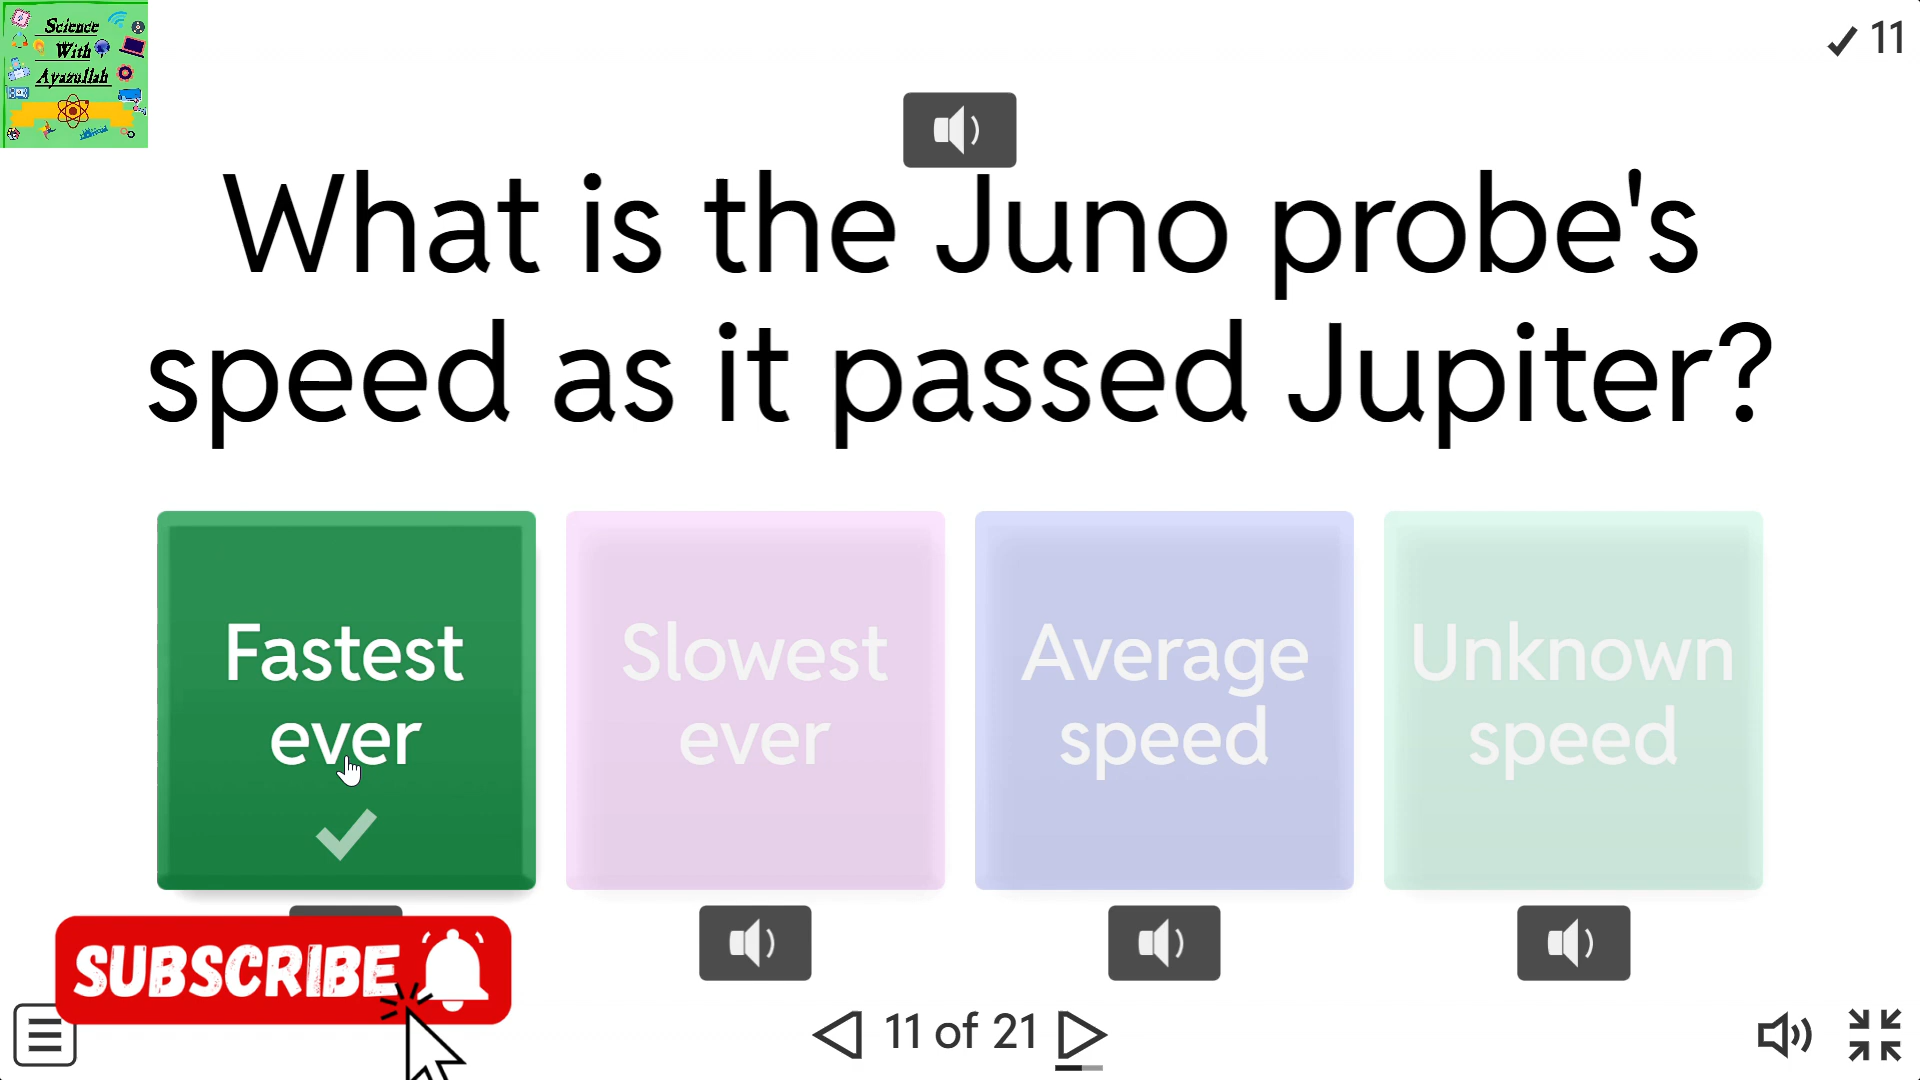 Science
With
Ayazullah
11
What is the Juno probe's
speed as it passed Jupiter?
Fastest
ever
Slowest
ever
Average
speed
Unknown
speed
SUBSCRIBE
11 of 21